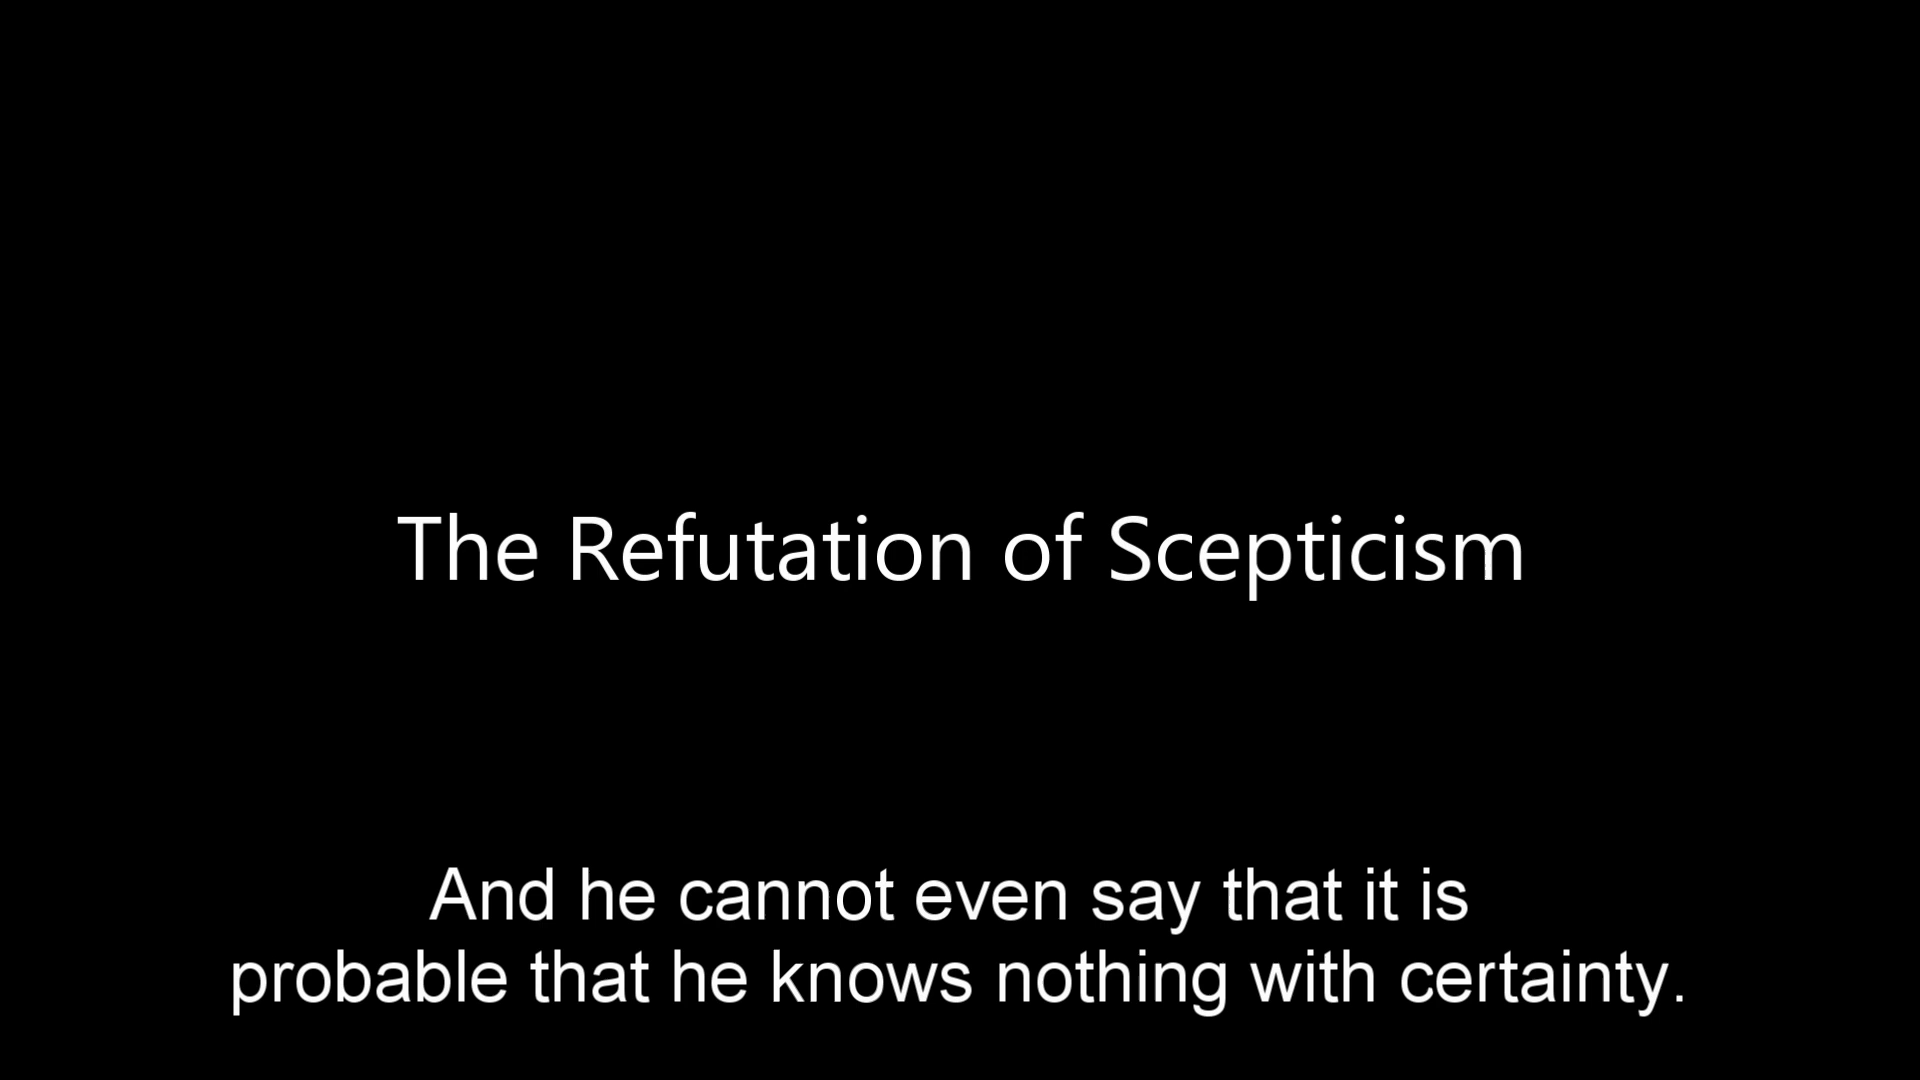 The Refutation of Scepticism
And he cannot even say that it is
probable that he knows nothing with certainty.